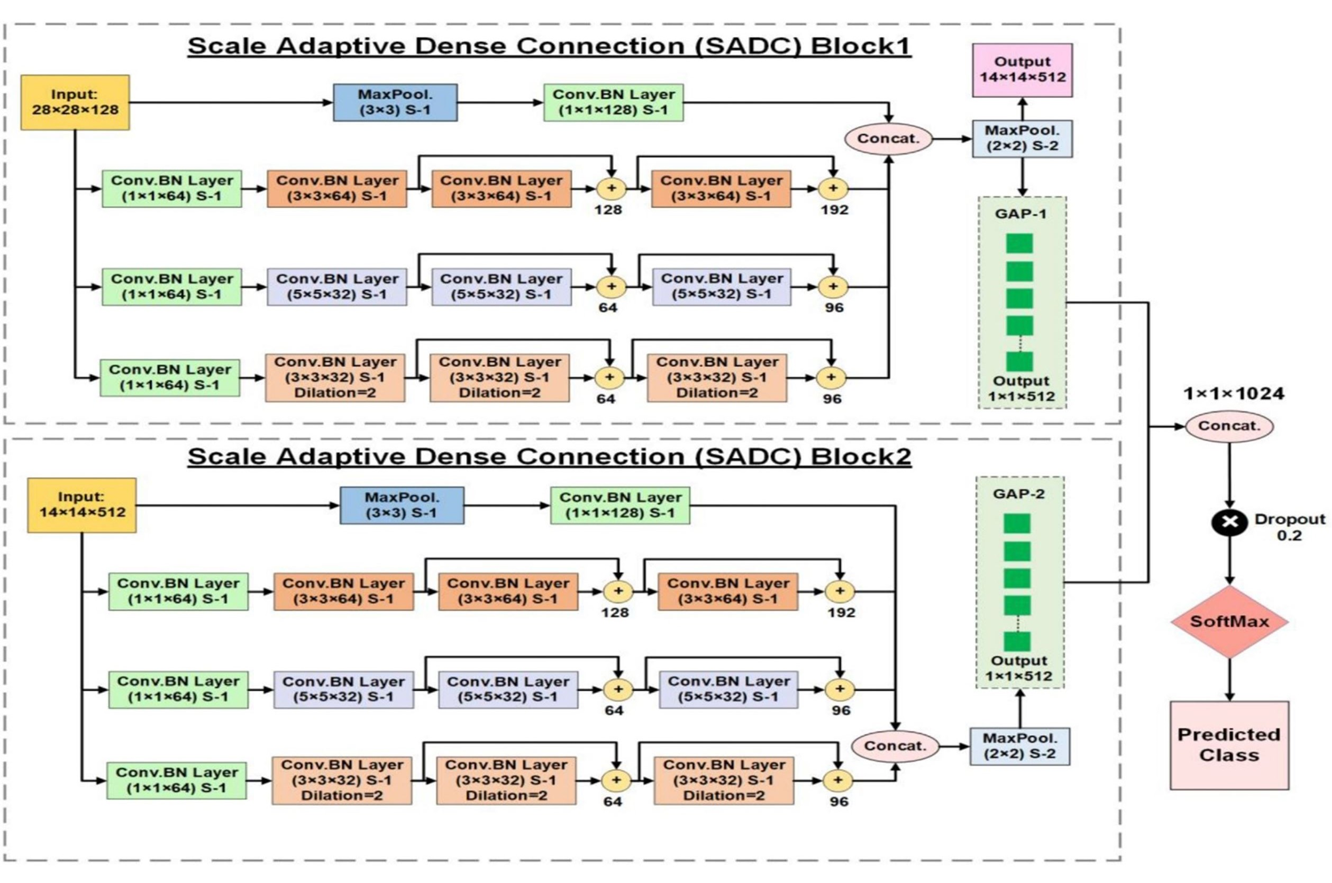 Scale Adaptive Dense Connection (SADC) Block1
Input:
28×28×128
MaxPool.
(3×3) S-1
Conv.BN Layer
(1×1×128) S-1
Concat.
Output
14×14×512
MaxPool.
(2×2) S-2
Conv.BN Layer
(1×1×64) S-1
Conv.BN Layer
(3×3×64) S-1
Conv.BN Layer
(3×3×64) S-1
+
128
Conv.BN Layer
(3×3×64) S-1
+
192
Conv.BN Layer
(1×1×64) S-1
Conv.BN Layer
(5×5×32) S-1
Conv.BN Layer
(5×5×32) S-1
+
64
Conv.BN Layer
(5×5×32) S-1
+
96
Conv.BN Layer
(1×1×64) S-1
Conv.BN Layer
(3×3×32) S-1
Dilation=2
Conv.BN Layer
(3×3×32) S-1
Dilation=2
+
64
Conv.BN Layer
(3×3×32) S-1
Dilation=2
+
96
GAP-1
Output
1×1×512
Scale Adaptive Dense Connection (SADC) Block2
Input:
14×14×512
MaxPool.
(3×3) S-1
Conv.BN Layer
(1×1×128) S-1
Conv.BN Layer
(1×1×64) S-1
Conv.BN Layer
(3×3×64) S-1
Conv.BN Layer
(3×3×64) S-1
+
128
Conv.BN Layer
(3×3×64) S-1
+
192
Conv.BN Layer
(1×1×64) S-1
Conv.BN Layer
(5×5×32) S-1
Conv.BN Layer
(5×5×32) S-1
+
64
Conv.BN Layer
(5×5×32) S-1
+
96
Conv.BN Layer
(1×1×64) S-1
Conv.BN Layer
(3×3×32) S-1
Dilation=2
Conv.BN Layer
(3×3×32) S-1
Dilation=2
+
64
Conv.BN Layer
(3×3×32) S-1
Dilation=2
+
96
Concat.
MaxPool.
(2×2) S-2
GAP-2
Output
1×1×512
1×1×1024
Concat.
×
Dropout
0.2
SoftMax
Predicted
Class